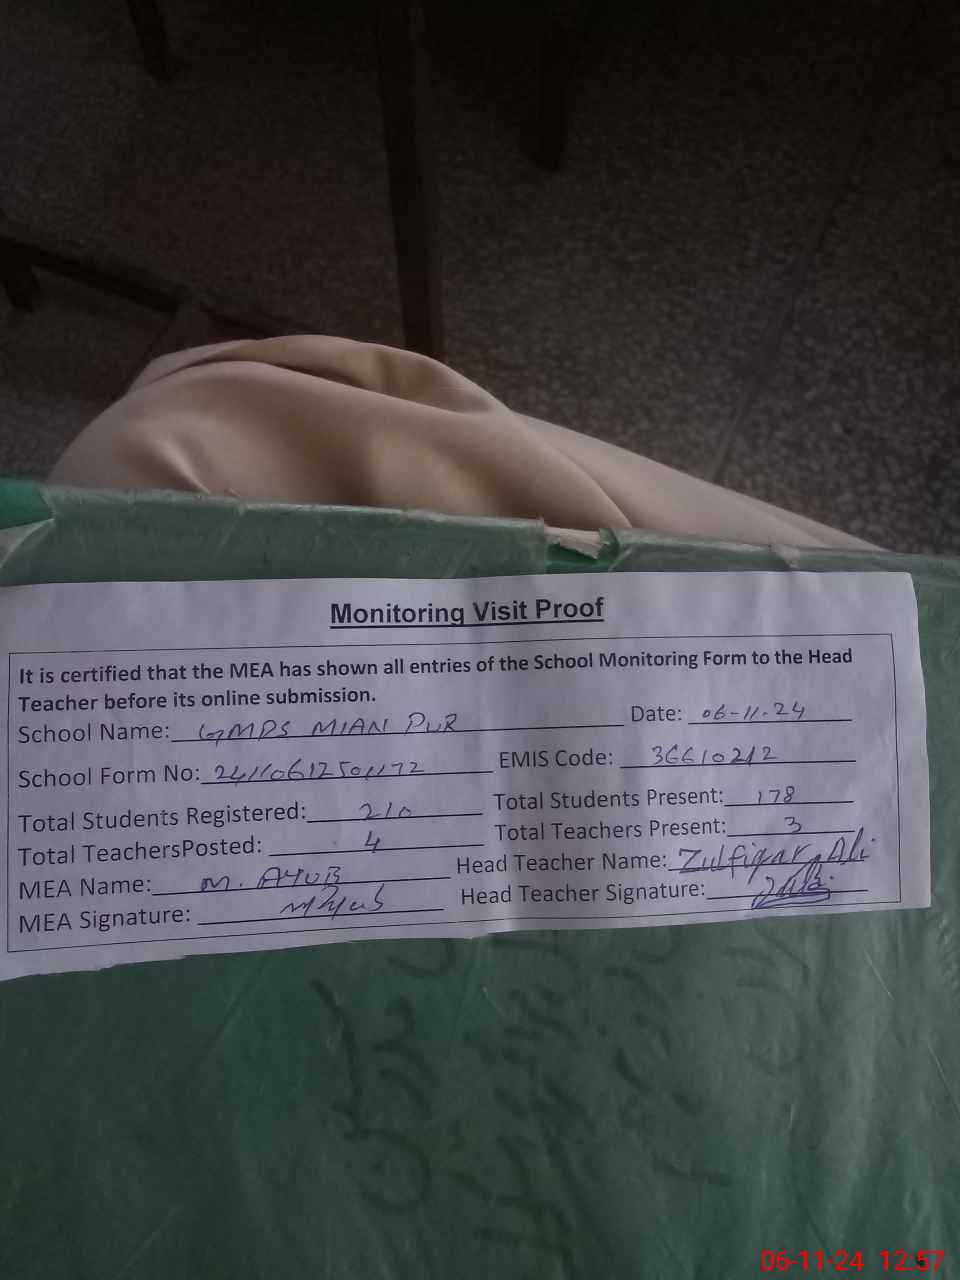 Monitoring Visit Proof
It is certified that the MEA has shown all entries of the School Monitoring Form to the Head
Teacher before its online submission.
School Name: GMPS MIAN PUR Date: 06-11-24
School Form No: EMIS Code: 36610212
Total Students Registered: 210 Total Students Present: 178
Total TeachersPosted: 4 Total Teachers Present: 3
MEA Name: M. AYUB Head Teacher Name: Zulfiqar Ali
MEA Signature: Head Teacher Signature:
06-11-24 12:57